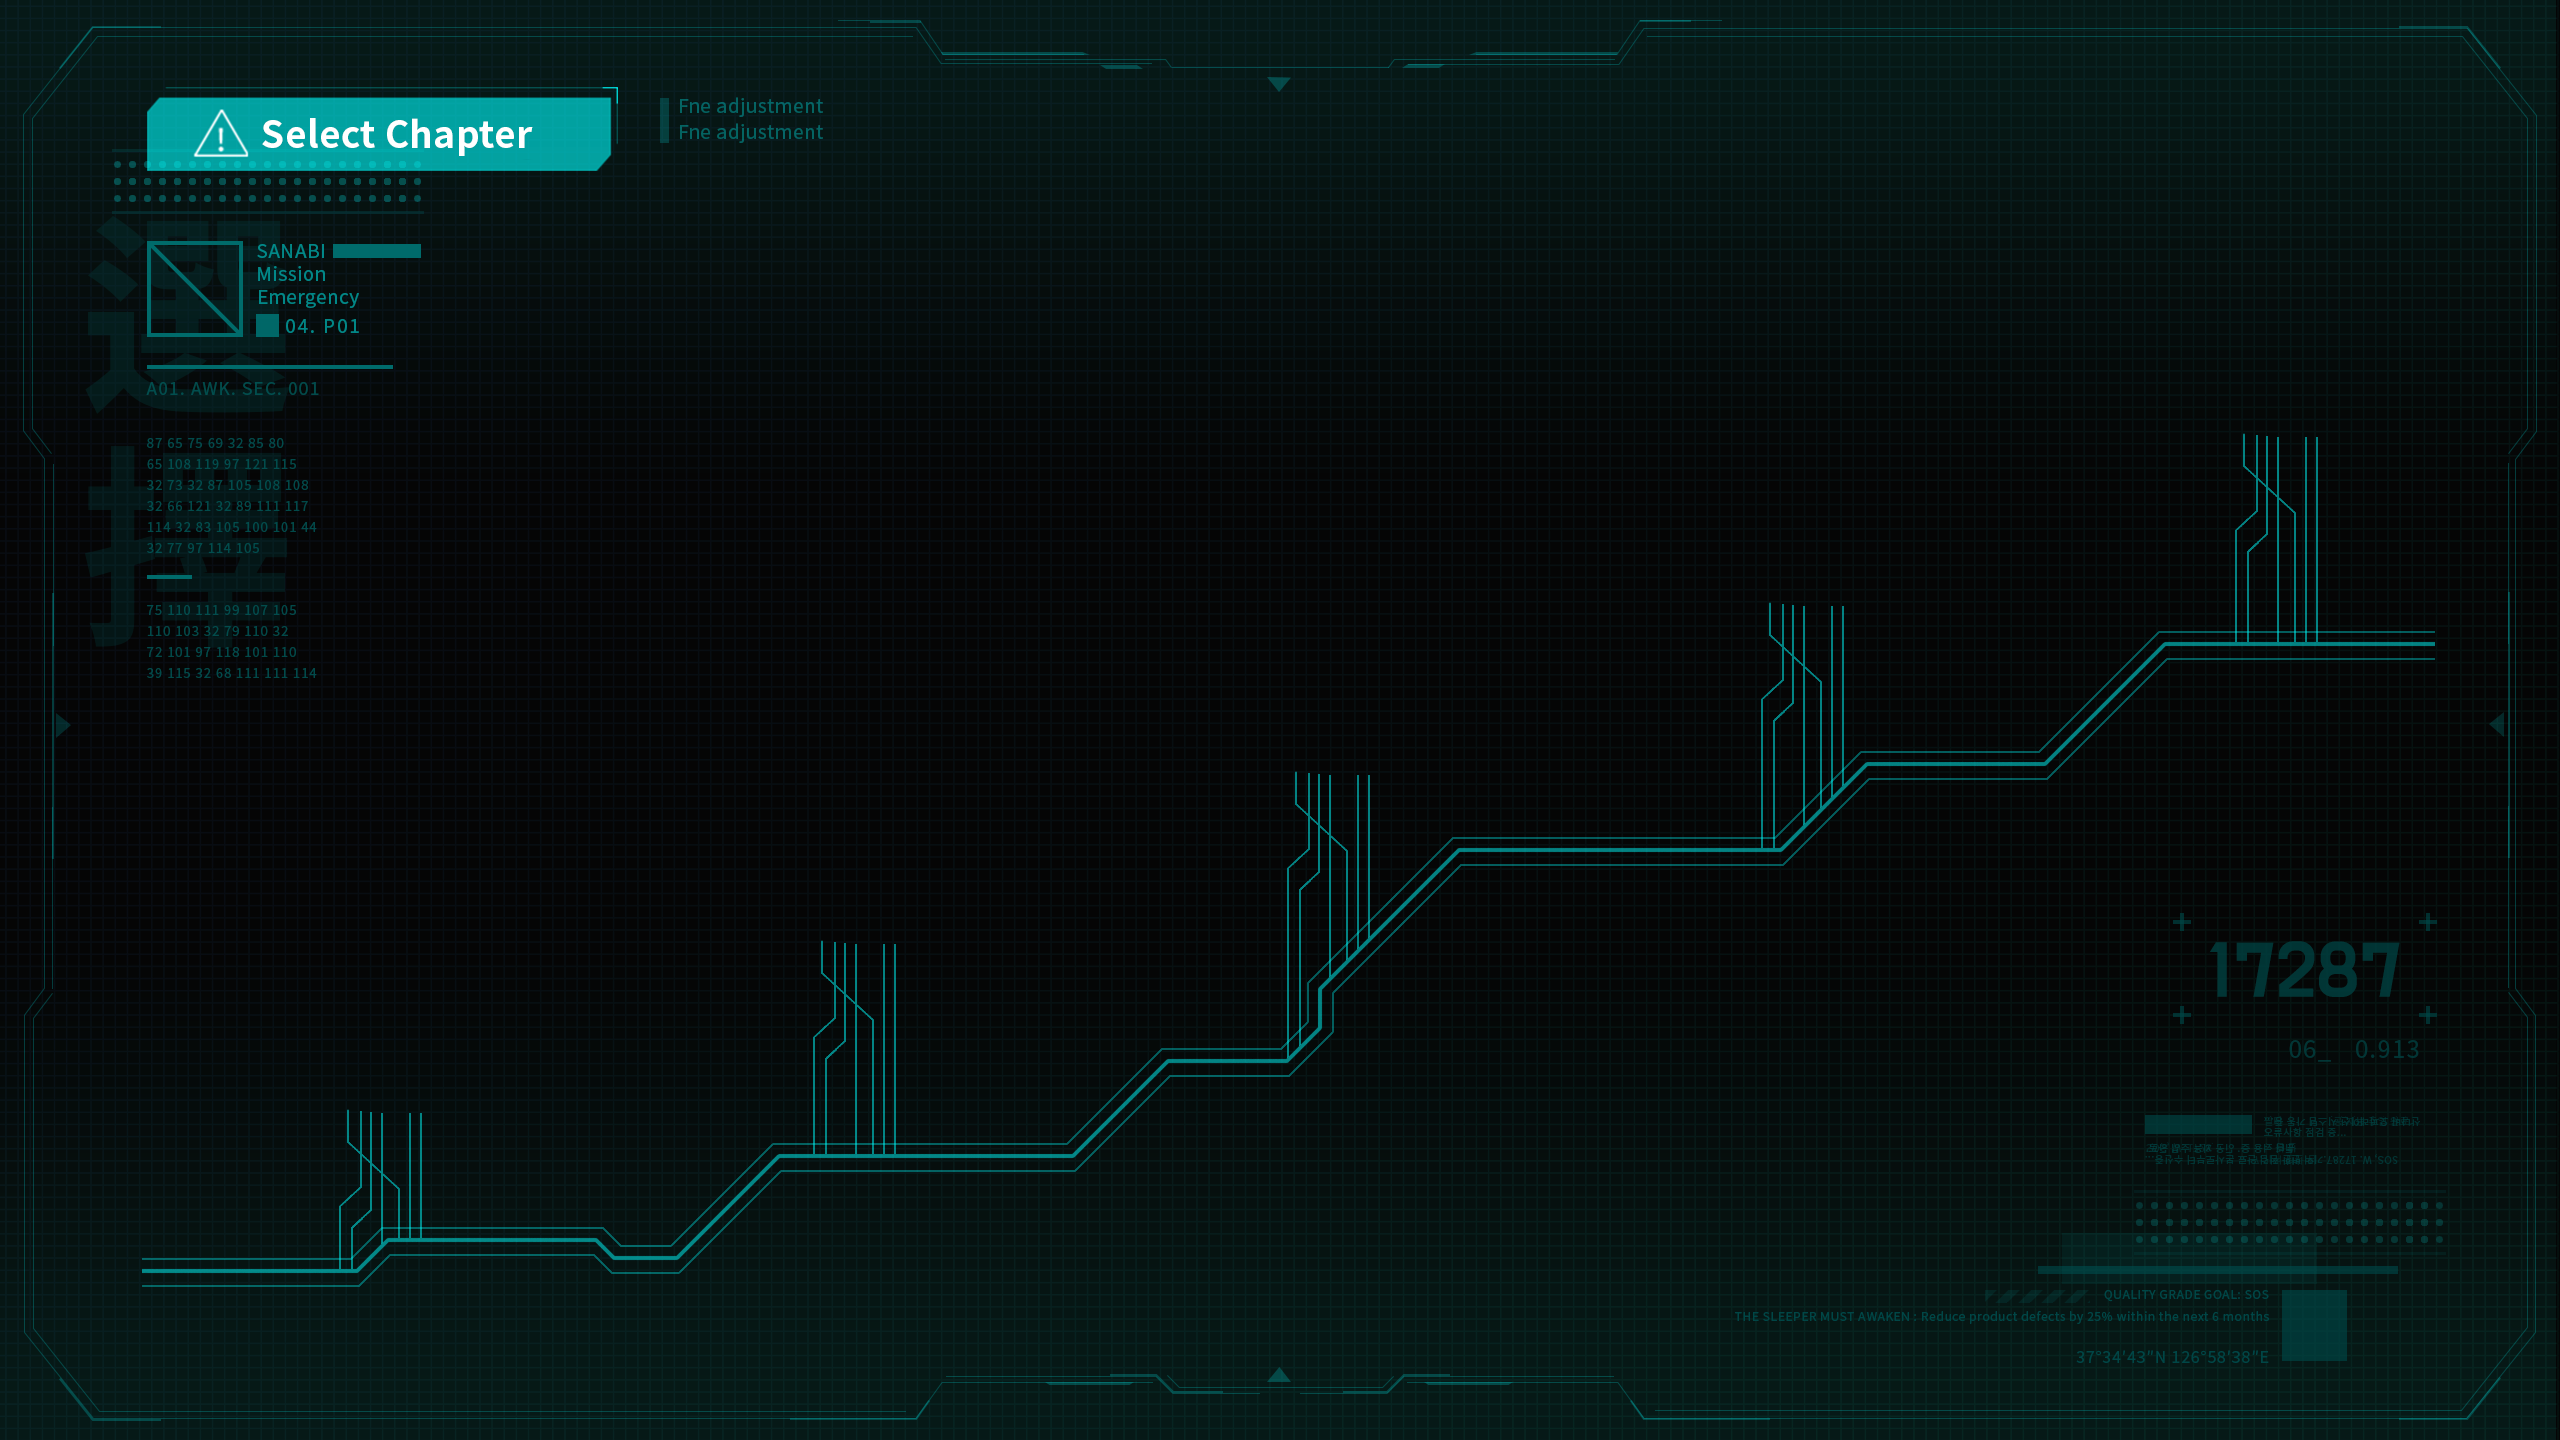 Select Chapter
Fne adjustment
Fne adjustment
選擇
SANABI
Mission
Emergency
04. P01
A01. AWK. SEC. 001
87 65 75 69 32 85 80
65 108 119 97 121 115
32 73 32 87 105 108 108
32 66 121 32 89 111 117
114 32 83 105 100 101 44
32 77 97 114 105
75 110 111 99 107 105
110 103 32 79 110 32
72 101 97 118 101 110
39 115 32 68 111 111 114
17287
06_ 0.913
SOS, W. 17287.
QUALITY GRADE GOAL: SOS
THE SLEEPER MUST AWAKEN : Reduce product defects by 25% within the next 6 months
37°34'43"N 126°58'38"E